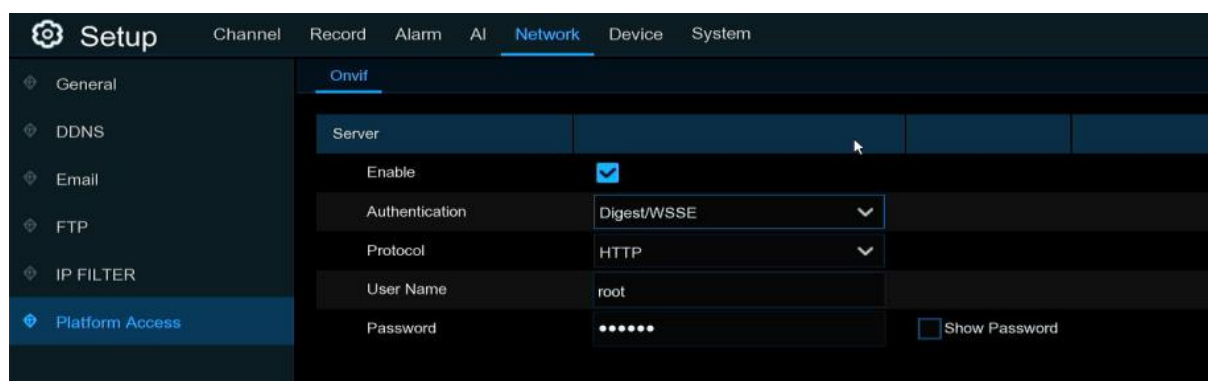 Setup Channel Record Alarm AI Network Device System
General
DDNS
Email
FTP
IP FILTER
Platform Access
Onvif
Server
Enable
Authentication Digest/WSSE
Protocol HTTP
User Name root
Password •••••• Show Password